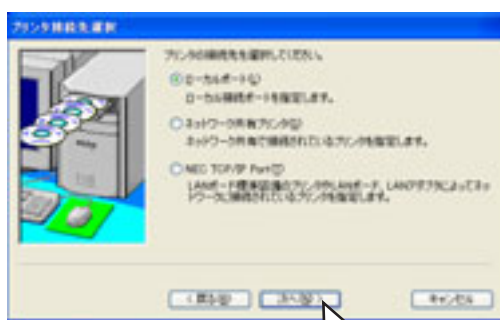 プリンタ接続先選択
プリンタの接続先を選択してください。
ローカルポート(L)
ローカル接続ポートを指定します。
ネットワーク共有プリンタ(S)
ネットワーク共有で接続されているプリンタを指定します。
NEC TCP/IP Port(T)
LANボード標準装備のプリンタやLANボード、LANアダプタによってネッ
トワークに接続されているプリンタを指定します。
< 戻る(B)
次へ(N) >
キャンセル